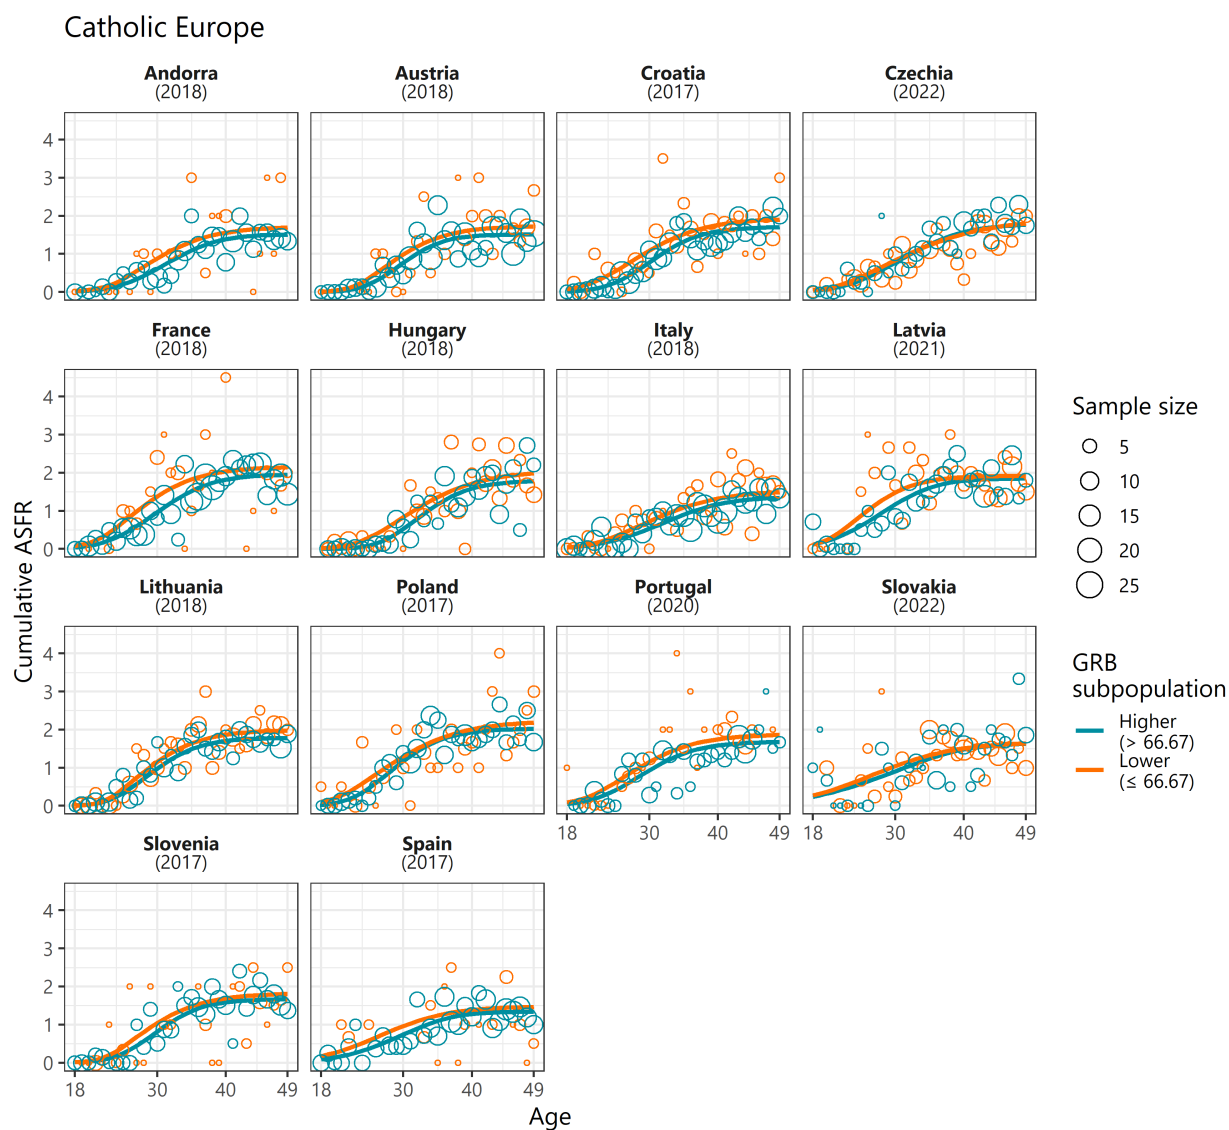 Catholic Europe
Andorra
(2018)
Austria
(2018)
Croatia
(2017)
Czechia
(2022)
4
3
2
1
0
France
(2018)
Hungary
(2018)
Italy
(2018)
Latvia
(2021)
4
3
2
1
0
Lithuania
(2018)
Poland
(2017)
Portugal
(2020)
Slovakia
(2022)
4
3
2
1
0
18 30 40 49
18 30 40 49
Slovenia
(2017)
Spain
(2017)
4
3
2
1
0
18 30 40 49
18 30 40 49
Cumulative ASFR
Age
Sample size
5
10
15
20
25
GRB
subpopulation
Higher
(> 66.67)
Lower
(≤ 66.67)